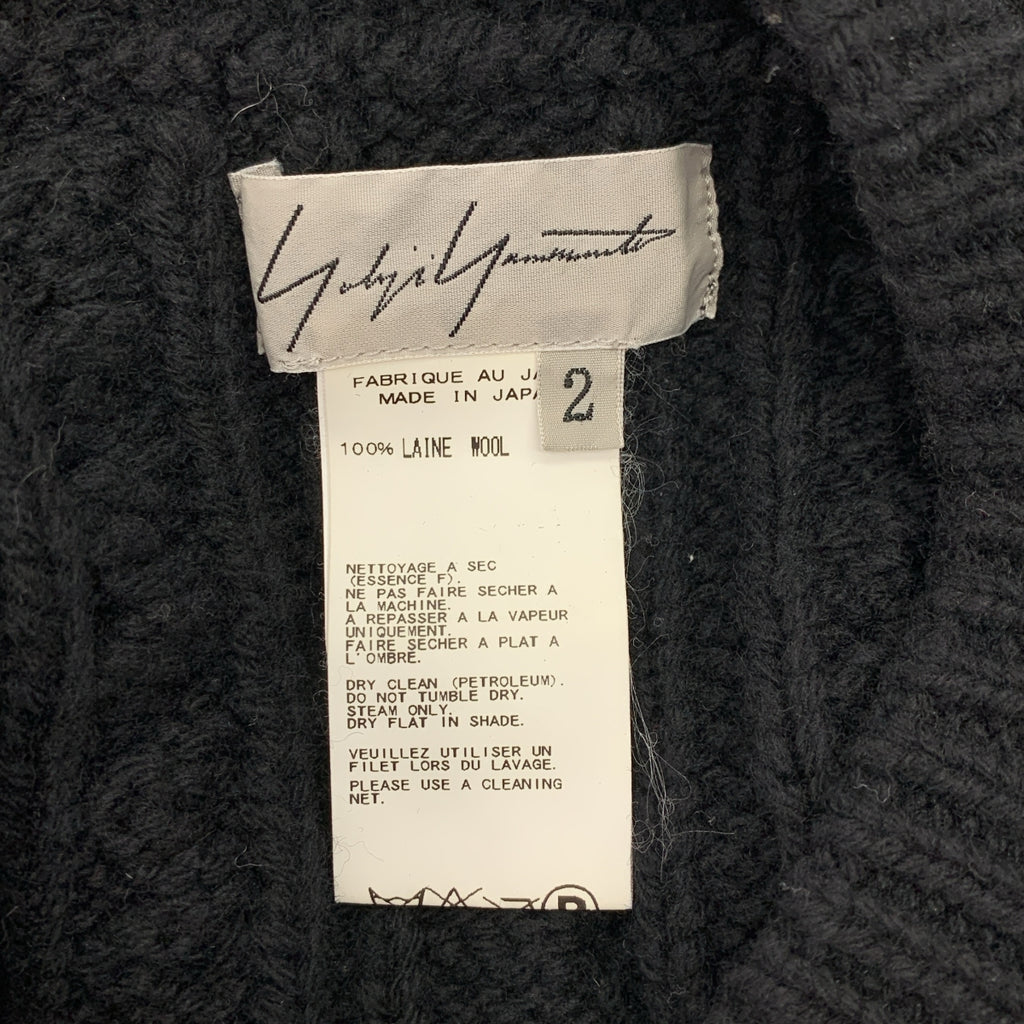 Yohji Yamamoto
FABRIQUE AU JA
MADE IN JAPA
2
100% LAINE WOOL
NETTOYAGE A SEC
(ESSENCE F).
NE PAS FAIRE SECHER A
LA MACHINE.
A REPASSER A LA VAPEUR
UNIQUEMENT.
FAIRE SECHER A PLAT A
L'OMBRE.
DRY CLEAN (PETROLEUM).
DO NOT TUMBLE DRY.
STEAM ONLY.
DRY FLAT IN SHADE.
VEUILLEZ UTILISER UN
FILET LORS DU LAVAGE.
PLEASE USE A CLEANING
NET.